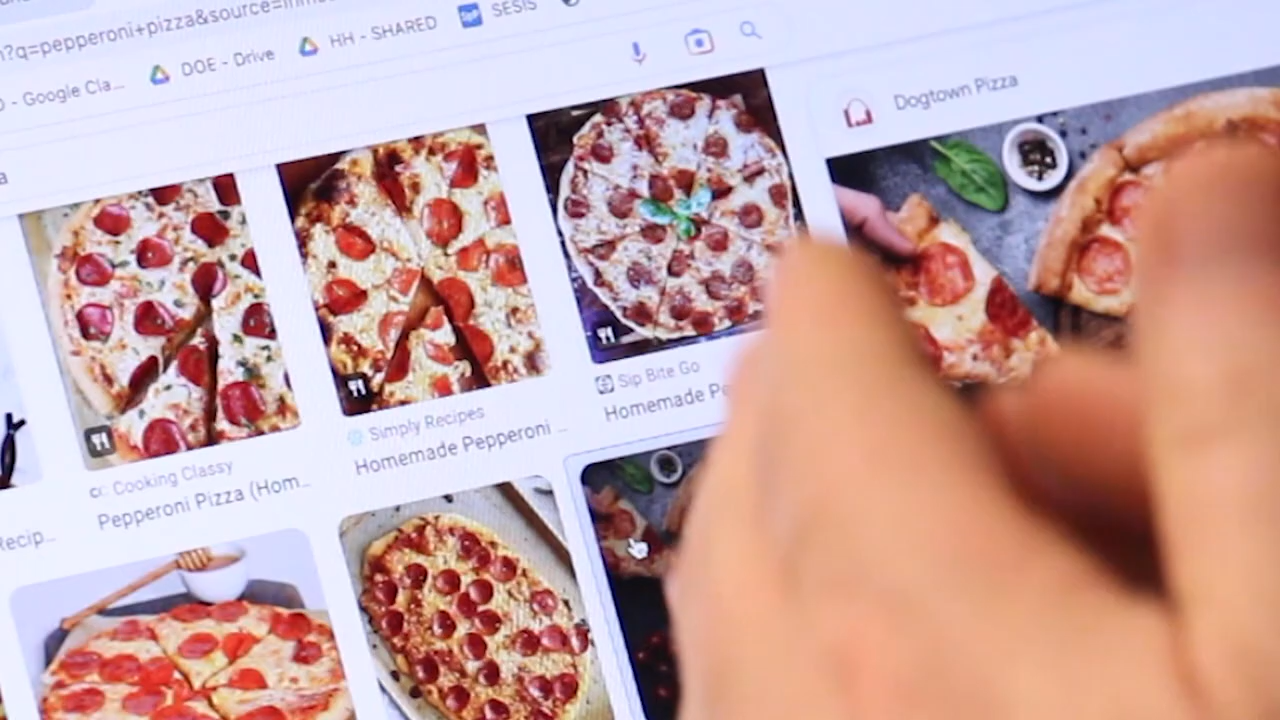 ?q=pepperoni+pizza&source=
- Google Cla... DOE - Drive HH - SHARED SESIS
a
Dogtown Pizza
Sip Bite Go
Homemade Pe
Simply Recipes
Homemade Pepperoni ...
Cooking Classy
Pepperoni Pizza (Hom...
Recip...